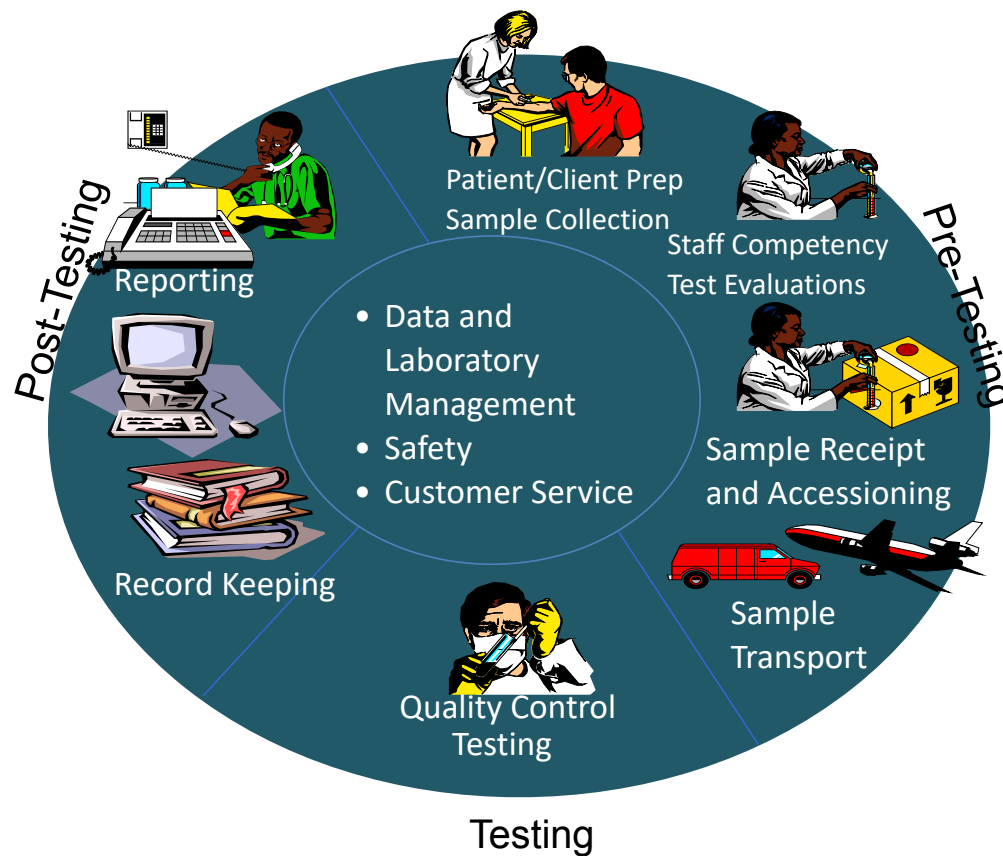 Patient/Client Prep
Sample Collection
Staff Competency
Test Evaluations
Pre-Testing
Sample Receipt
and Accessioning
Sample
Transport
Quality Control
Testing
Testing
Record Keeping
Reporting
Post-Testing
• Data and
Laboratory
Management
• Safety
• Customer Service